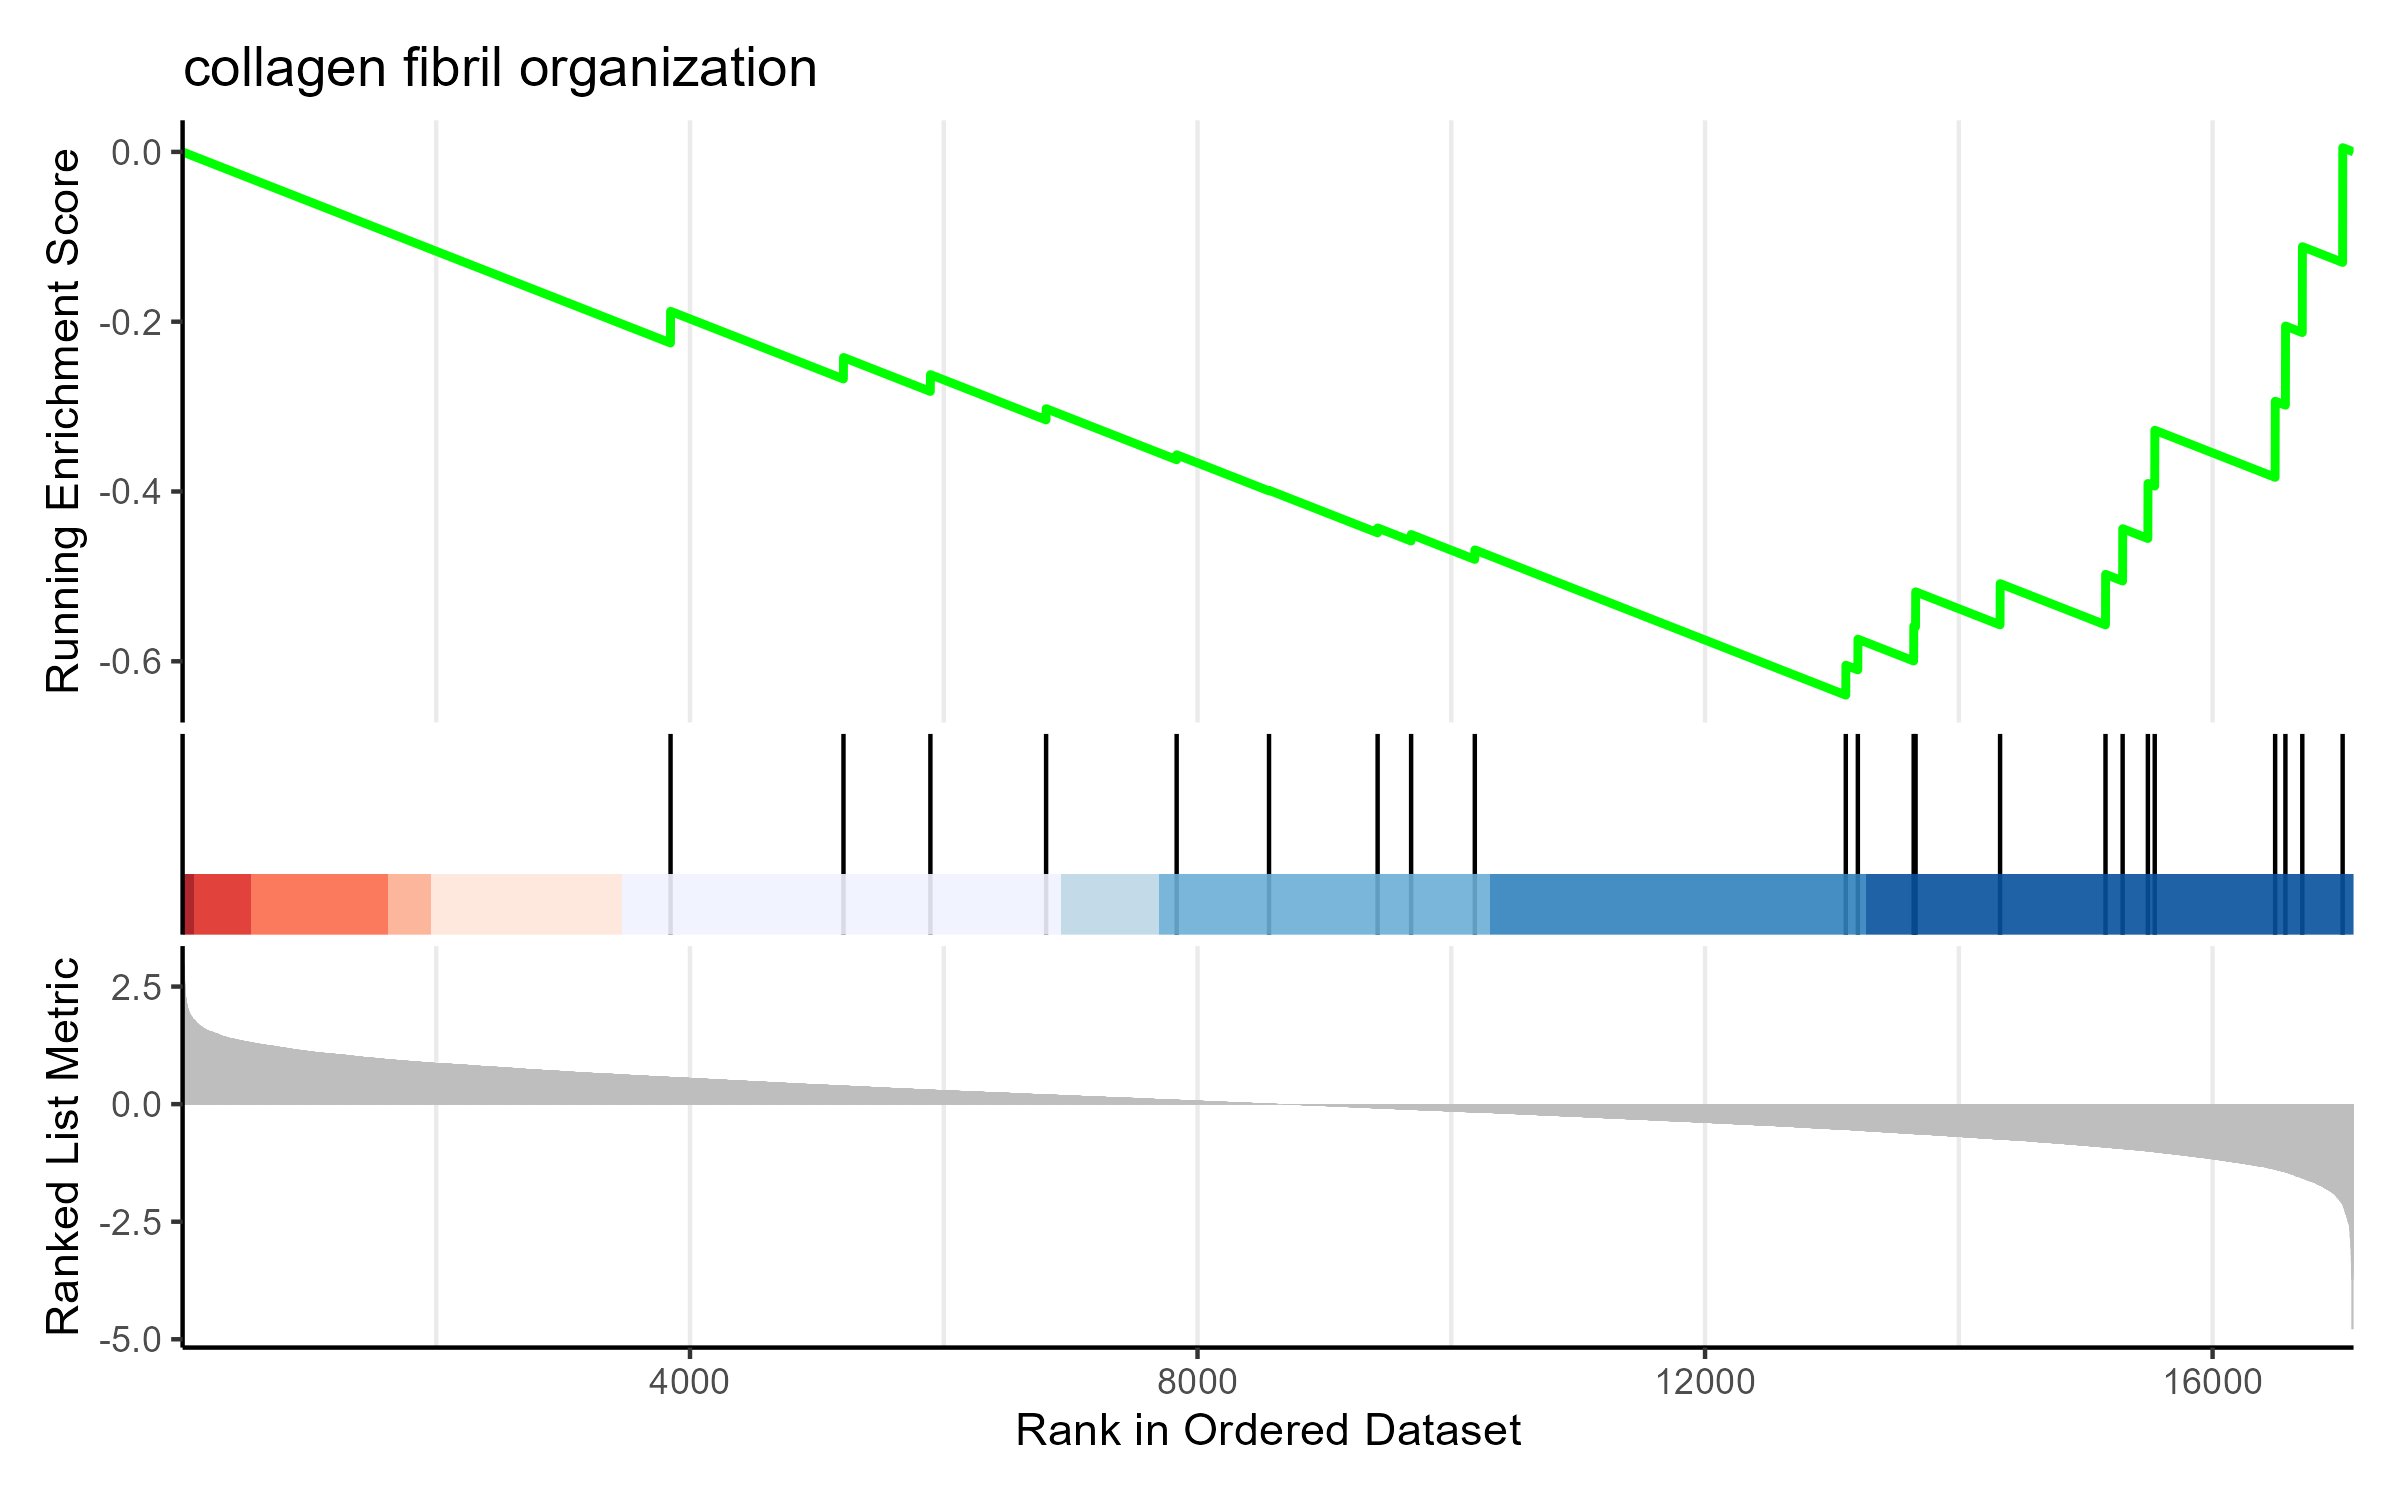 collagen fibril organization
Running Enrichment Score
0.0
-0.2
-0.4
-0.6
Ranked List Metric
2.5
0.0
-2.5
-5.0
4000 8000 12000 16000
Rank in Ordered Dataset